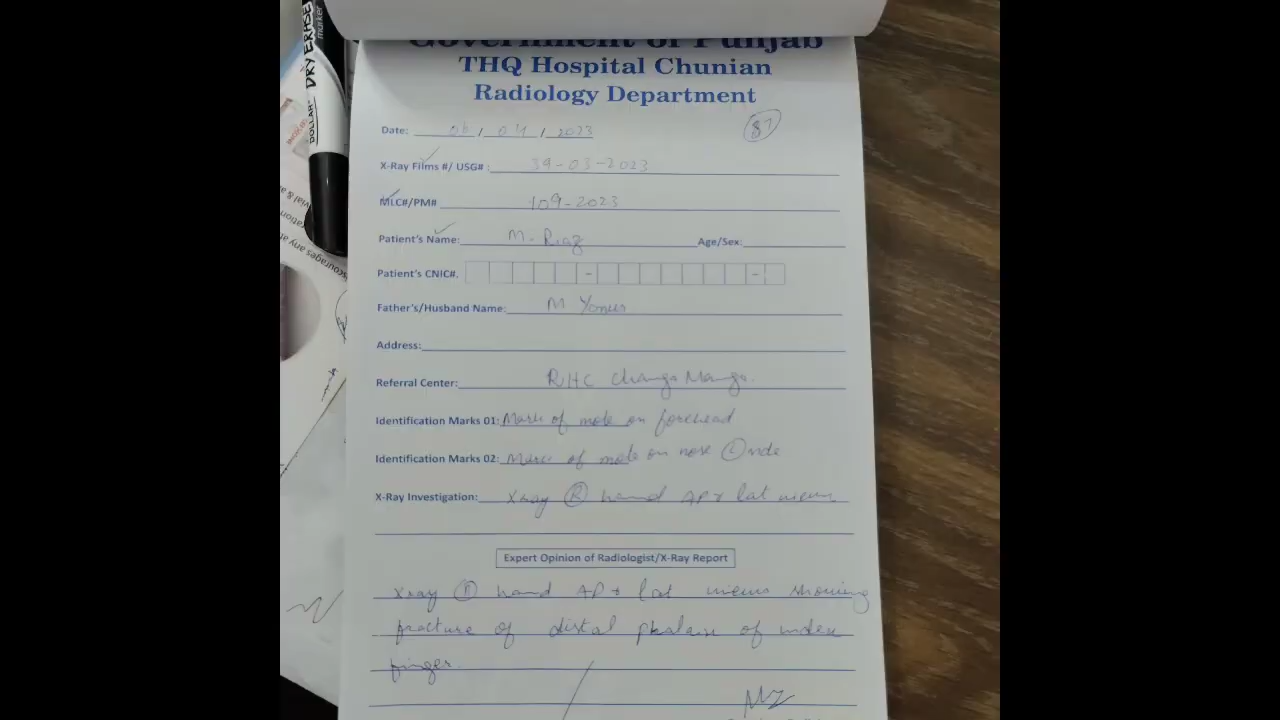 Government of Punjab
THQ Hospital Chunian
Radiology Department
87
Date: 06 / 04 / 2023
X-Ray Films #/ USG# : 39-03-2023
MLC#/PM# 109-2023
Patient's Name: M. Riaz Age/Sex:
Patient's CNIC#. - -
Father's/Husband Name: M Younus
Address:
Referral Center: RHC Changa Manga.
Identification Marks 01: Mark of mole on forehead
Identification Marks 02: Mark of mole on nose (L) side
X-Ray Investigation: Xray (R) hand AP + lat views
Expert Opinion of Radiologist/X-Ray Report
Xray (R) hand AP + lat views showing
fracture of distal phalanx of index
finger.
DOLLAR DRY ERASE marker